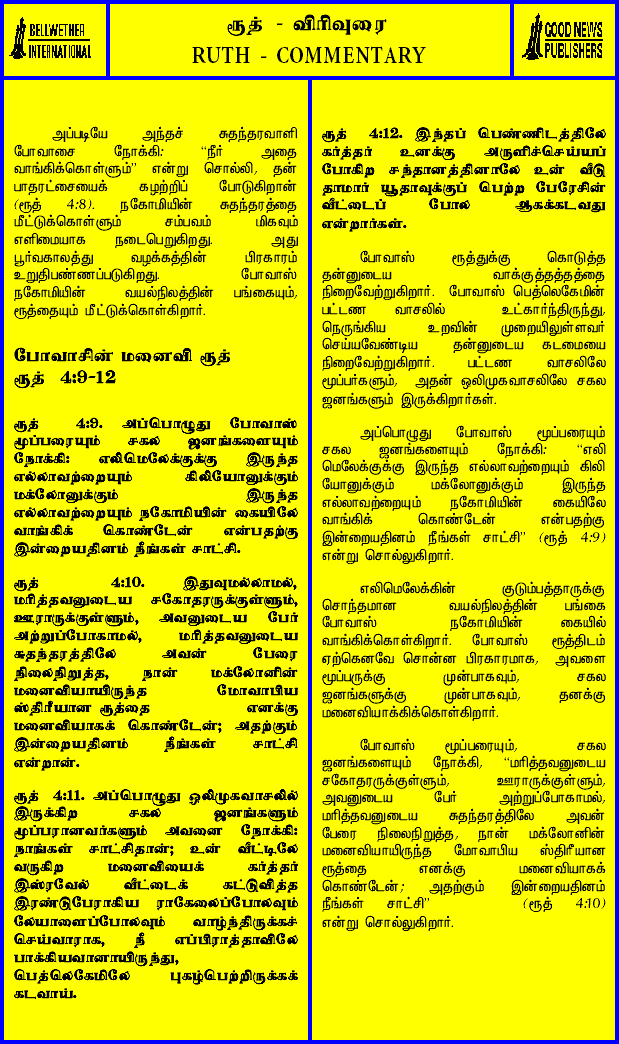 BELLWETHER
INTERNATIONAL
ரூத் - விரிவுரை
RUTH - COMMENTARY
GOOD NEWS
PUBLISHERS
அப்படியே அந்தச் சுதந்தரவாளி
போவாசை நோக்கி: “நீர் அதை
வாங்கிக்கொள்ளும்” என்று சொல்லி, தன்
பாதரட்சையைக் கழற்றிப் போடுகிறான்
(ரூத் 4:8). நகோமியின் சுதந்தரத்தை
மீட்டுக்கொள்ளும் சம்பவம் மிகவும்
எளிமையாக நடைபெறுகிறது. அது
பூர்வகாலத்து வழக்கத்தின் பிரகாரம்
உறுதிபண்ணப்படுகிறது. போவாஸ்
நகோமியின் வயல்நிலத்தின் பங்கையும்,
ரூத்தையும் மீட்டுக்கொள்கிறார்.
போவாசின் மனைவி ரூத்
ரூத் 4:9-12
ரூத் 4:9. அப்பொழுது போவாஸ்
மூப்பரையும் சகல ஜனங்களையும்
நோக்கி: எலிமெலேக்குக்கு இருந்த
எல்லாவற்றையும் கிலியோனுக்கும்
மக்லோனுக்கும் இருந்த
எல்லாவற்றையும் நகோமியின் கையிலே
வாங்கிக் கொண்டேன் என்பதற்கு
இன்றையதினம் நீங்கள் சாட்சி.
ரூத் 4:10. இதுவுமல்லாமல்,
மரித்தவனுடைய சகோதரருக்குள்ளும்,
ஊராருக்குள்ளும், அவனுடைய பேர்
அற்றுப்போகாமல், மரித்தவனுடைய
சுதந்தரத்திலே அவன் பேரை
நிலைநிறுத்த, நான் மக்லோனின்
மனைவியாயிருந்த மோவாபிய
ஸ்திரீயான ரூத்தை எனக்கு
மனைவியாகக் கொண்டேன்; அதற்கும்
இன்றையதினம் நீங்கள் சாட்சி
என்றான்.
ரூத் 4:11. அப்பொழுது ஒலிமுகவாசலில்
இருக்கிற சகல ஜனங்களும்
மூப்பரானவர்களும் அவனை நோக்கி:
நாங்கள் சாட்சிதான்; உன் வீட்டிலே
வருகிற மனைவியைக் கர்த்தர்
இஸ்ரவேல் வீட்டைக் கட்டுவித்த
இரண்டுபேராகிய ராகேலைப்போலவும்
லேயாளைப்போலவும் வாழ்ந்திருக்கச்
செய்வாராக, நீ எப்பிராத்தாவிலே
பாக்கியவானாயிருந்து,
பெத்லெகேமிலே புகழ்பெற்றிருக்கக்
கடவாய்.
ரூத் 4:12. இந்தப் பெண்ணிடத்திலே
கர்த்தர் உனக்கு அருளிச்செய்யப்
போகிற சந்தானத்தினாலே உன் வீடு
தாமார் யூதாவுக்குப் பெற்ற பேரேசின்
வீட்டைப் போல் ஆகக்கடவது
என்றார்கள்.
போவாஸ் ரூத்துக்கு கொடுத்த
தன்னுடைய வாக்குத்தத்தத்தை
நிறைவேற்றுகிறார். போவாஸ் பெத்லெகேமின்
பட்டண வாசலில் உட்கார்ந்திருந்து,
நெருங்கிய உறவின் முறையிலுள்ளவர்
செய்யவேண்டிய தன்னுடைய கடமையை
நிறைவேற்றுகிறார். பட்டண வாசலிலே
மூப்பர்களும், அதன் ஒலிமுகவாசலிலே சகல
ஜனங்களும் இருக்கிறார்கள்.
அப்பொழுது போவாஸ் மூப்பரையும்
சகல ஜனங்களையும் நோக்கி: “எலி
மெலேக்குக்கு இருந்த எல்லாவற்றையும் கிலி
யோனுக்கும் மக்லோனுக்கும் இருந்த
எல்லாவற்றையும் நகோமியின் கையிலே
வாங்கிக் கொண்டேன் என்பதற்கு
இன்றையதினம் நீங்கள் சாட்சி” (ரூத் 4:9)
என்று சொல்லுகிறார்.
எலிமெலேக்கின் குடும்பத்தாருக்கு
சொந்தமான வயல்நிலத்தின் பங்கை
போவாஸ் நகோமியின் கையில்
வாங்கிக்கொள்கிறார். போவாஸ் ரூத்திடம்
ஏற்கெனவே சொன்ன பிரகாரமாக, அவளை
மூப்பருக்கு முன்பாகவும், சகல
ஜனங்களுக்கு முன்பாகவும், தனக்கு
மனைவியாக்கிக்கொள்கிறார்.
போவாஸ் மூப்பரையும், சகல
ஜனங்களையும் நோக்கி, “மரித்தவனுடைய
சகோதரருக்குள்ளும், ஊராருக்குள்ளும்,
அவனுடைய பேர் அற்றுப்போகாமல்,
மரித்தவனுடைய சுதந்தரத்திலே அவன்
பேரை நிலைநிறுத்த, நான் மக்லோனின்
மனைவியாயிருந்த மோவாபிய ஸ்திரீயான
ரூத்தை எனக்கு மனைவியாகக்
கொண்டேன்; அதற்கும் இன்றையதினம்
நீங்கள் சாட்சி” (ரூத் 4:10)
என்று சொல்லுகிறார்.